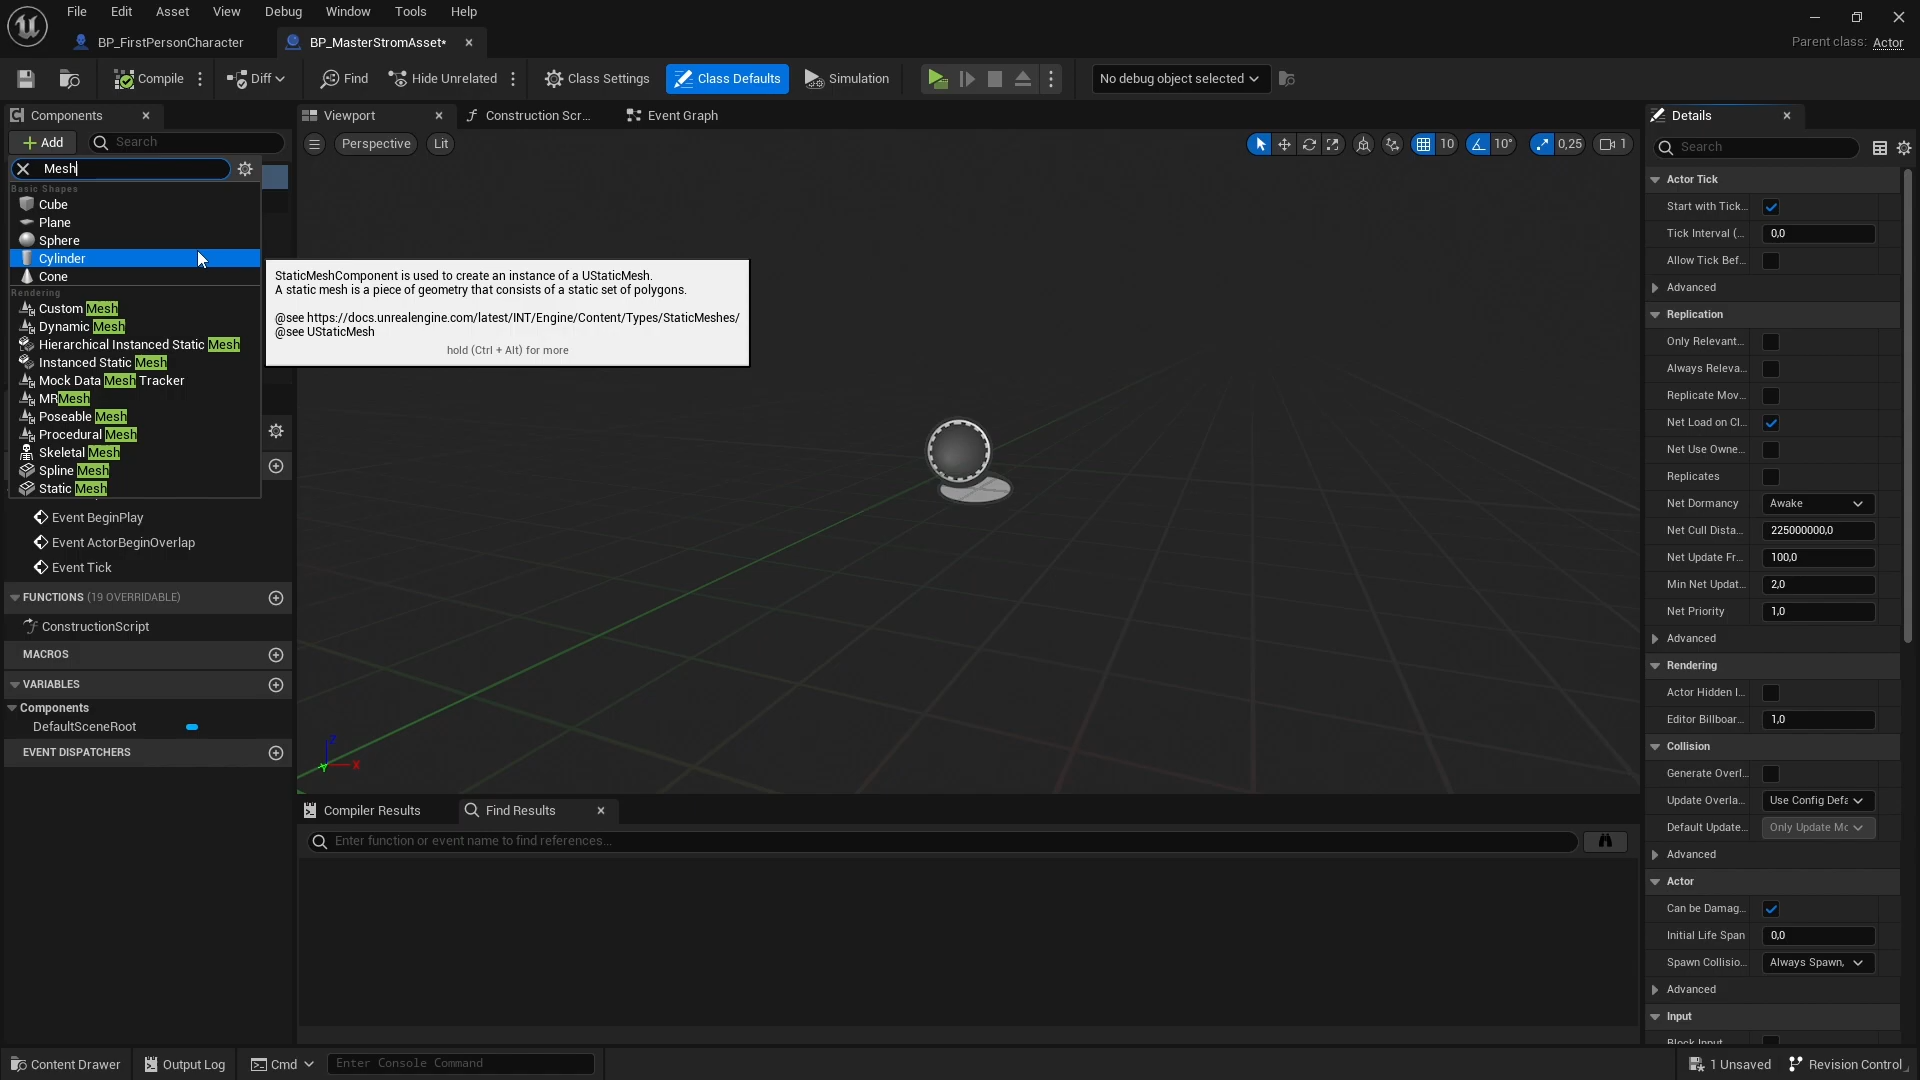 File Edit Asset View Debug Window Tools Help
BP_FirstPersonCharacter
BP_MasterStromAsset*
Parent class: Actor
Compile
Diff
Find
Hide Unrelated
Class Settings
Class Defaults
Simulation
No debug object selected
Components
Viewport
Construction Scr...
Event Graph
Details
Add
Search
Perspective
Lit
10
10°
0,25
1
Search
Mesh
Basic Shapes
Cube
Plane
Sphere
Cylinder
Cone
Rendering
Custom Mesh
Dynamic Mesh
Hierarchical Instanced Static Mesh
Instanced Static Mesh
Mock Data Mesh Tracker
MRMesh
Poseable Mesh
Procedural Mesh
Skeletal Mesh
Spline Mesh
Static Mesh
StaticMeshComponent is used to create an instance of a UStaticMesh.
A static mesh is a piece of geometry that consists of a static set of polygons.
@see https://docs.unrealengine.com/latest/INT/Engine/Content/Types/StaticMeshes/
@see UStaticMesh
hold (Ctrl + Alt) for more
Event BeginPlay
Event ActorBeginOverlap
Event Tick
FUNCTIONS (19 OVERRIDABLE)
ConstructionScript
MACROS
VARIABLES
Components
DefaultSceneRoot
EVENT DISPATCHERS
Z
X
Y
Compiler Results
Find Results
Enter function or event name to find references...
Actor Tick
Start with Tick...
Tick Interval (... 0,0
Allow Tick Bef...
Advanced
Replication
Only Relevant...
Always Releva...
Replicate Mov...
Net Load on Cl...
Net Use Owne...
Replicates
Net Dormancy Awake
Net Cull Dista... 225000000,0
Net Update Fr... 100,0
Min Net Updat... 2,0
Net Priority 1,0
Advanced
Rendering
Actor Hidden I...
Editor Billboar... 1,0
Collision
Generate Overl...
Update Overla... Use Config Defa
Default Update... Only Update Mc
Advanced
Actor
Can be Damag...
Initial Life Span 0,0
Spawn Collisio... Always Spawn,
Advanced
Input
Block Input
Content Drawer
Output Log
Cmd
Enter Console Command
1 Unsaved
Revision Control